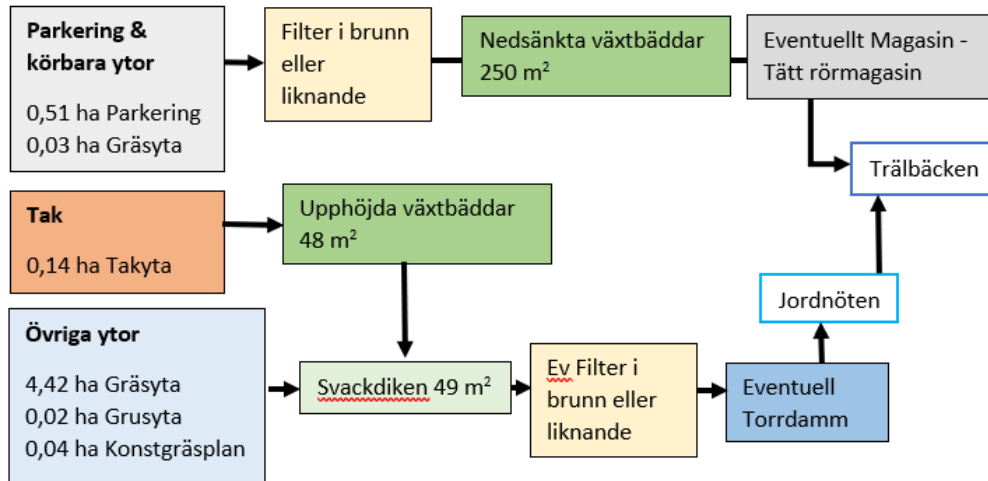 Parkering &
körbara ytor
0,51 ha Parkering
0,03 ha Gräsyta
Filter i brunn
eller
liknande
Nedsänkta växtbäddar
250 m²
Eventuellt Magasin -
Tätt rörmagasin
Trälbäcken
Tak
0,14 ha Takyta
Upphöjda växtbäddar
48 m²
Jordnöten
Övriga ytor
4,42 ha Gräsyta
0,02 ha Grusyta
0,04 ha Konstgräsplan
Svackdiken 49 m²
Ev Filter i
brunn eller
liknande
Eventuell
Torrdamm